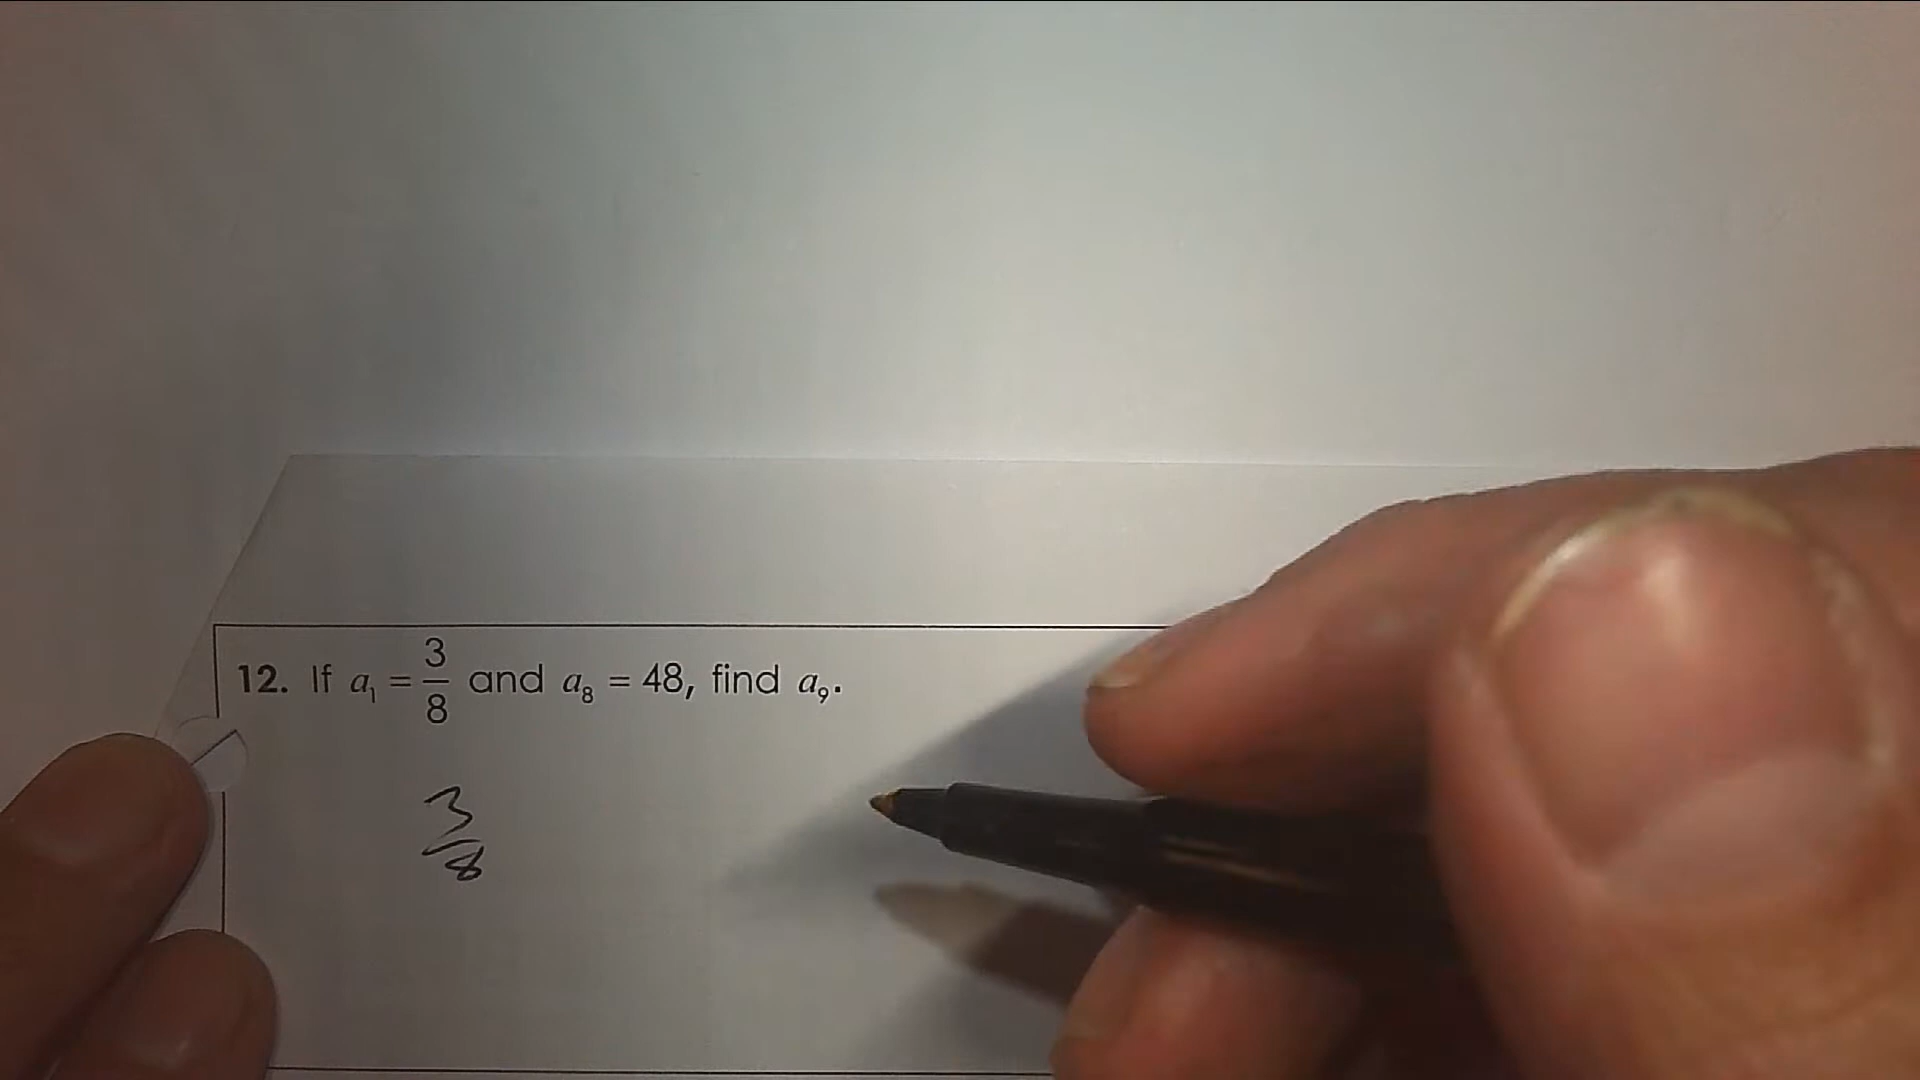 12. If a₁ = 3/8 and a₈ = 48, find a₉.
3/8